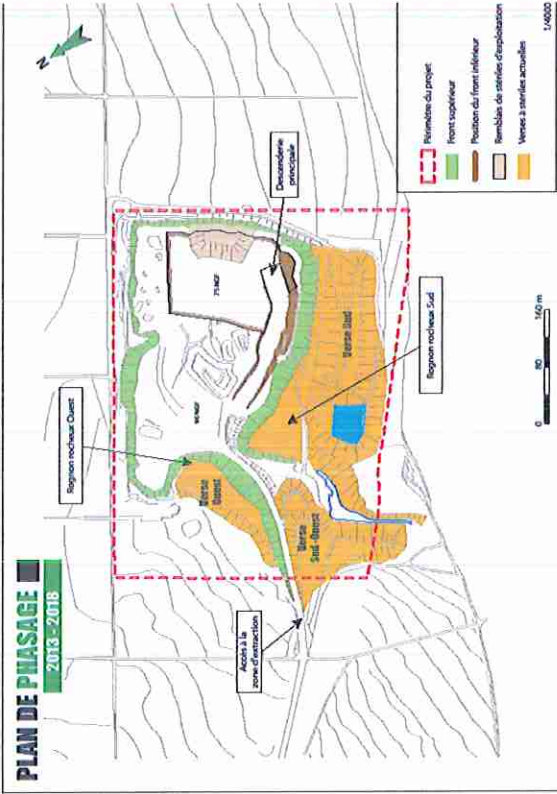 PLAN DE PHASAGE
2013 - 2018
N
Rognon rocheux Ouest
Accès à la
zone d'extraction
Verse
Ouest
Verse
Sud-Ouest
Verse Sud
75 NGF
Descenderie
principale
Rognon rocheux Sud
0 80 160 m
Périmètre du projet
Front supérieur
Position du front inférieur
Remblais de stériles d'exploitation
Verses à stériles actuelles
1/4000